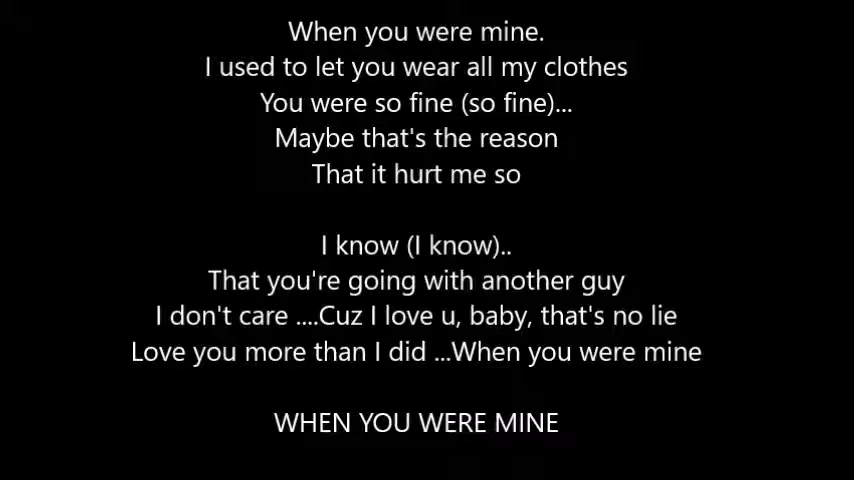 When you were mine.
I used to let you wear all my clothes
You were so fine (so fine)...
Maybe that's the reason
That it hurt me so
I know (I know)..
That you're going with another guy
I don't care ....Cuz I love u, baby, that's no lie
Love you more than I did ...When you were mine
WHEN YOU WERE MINE